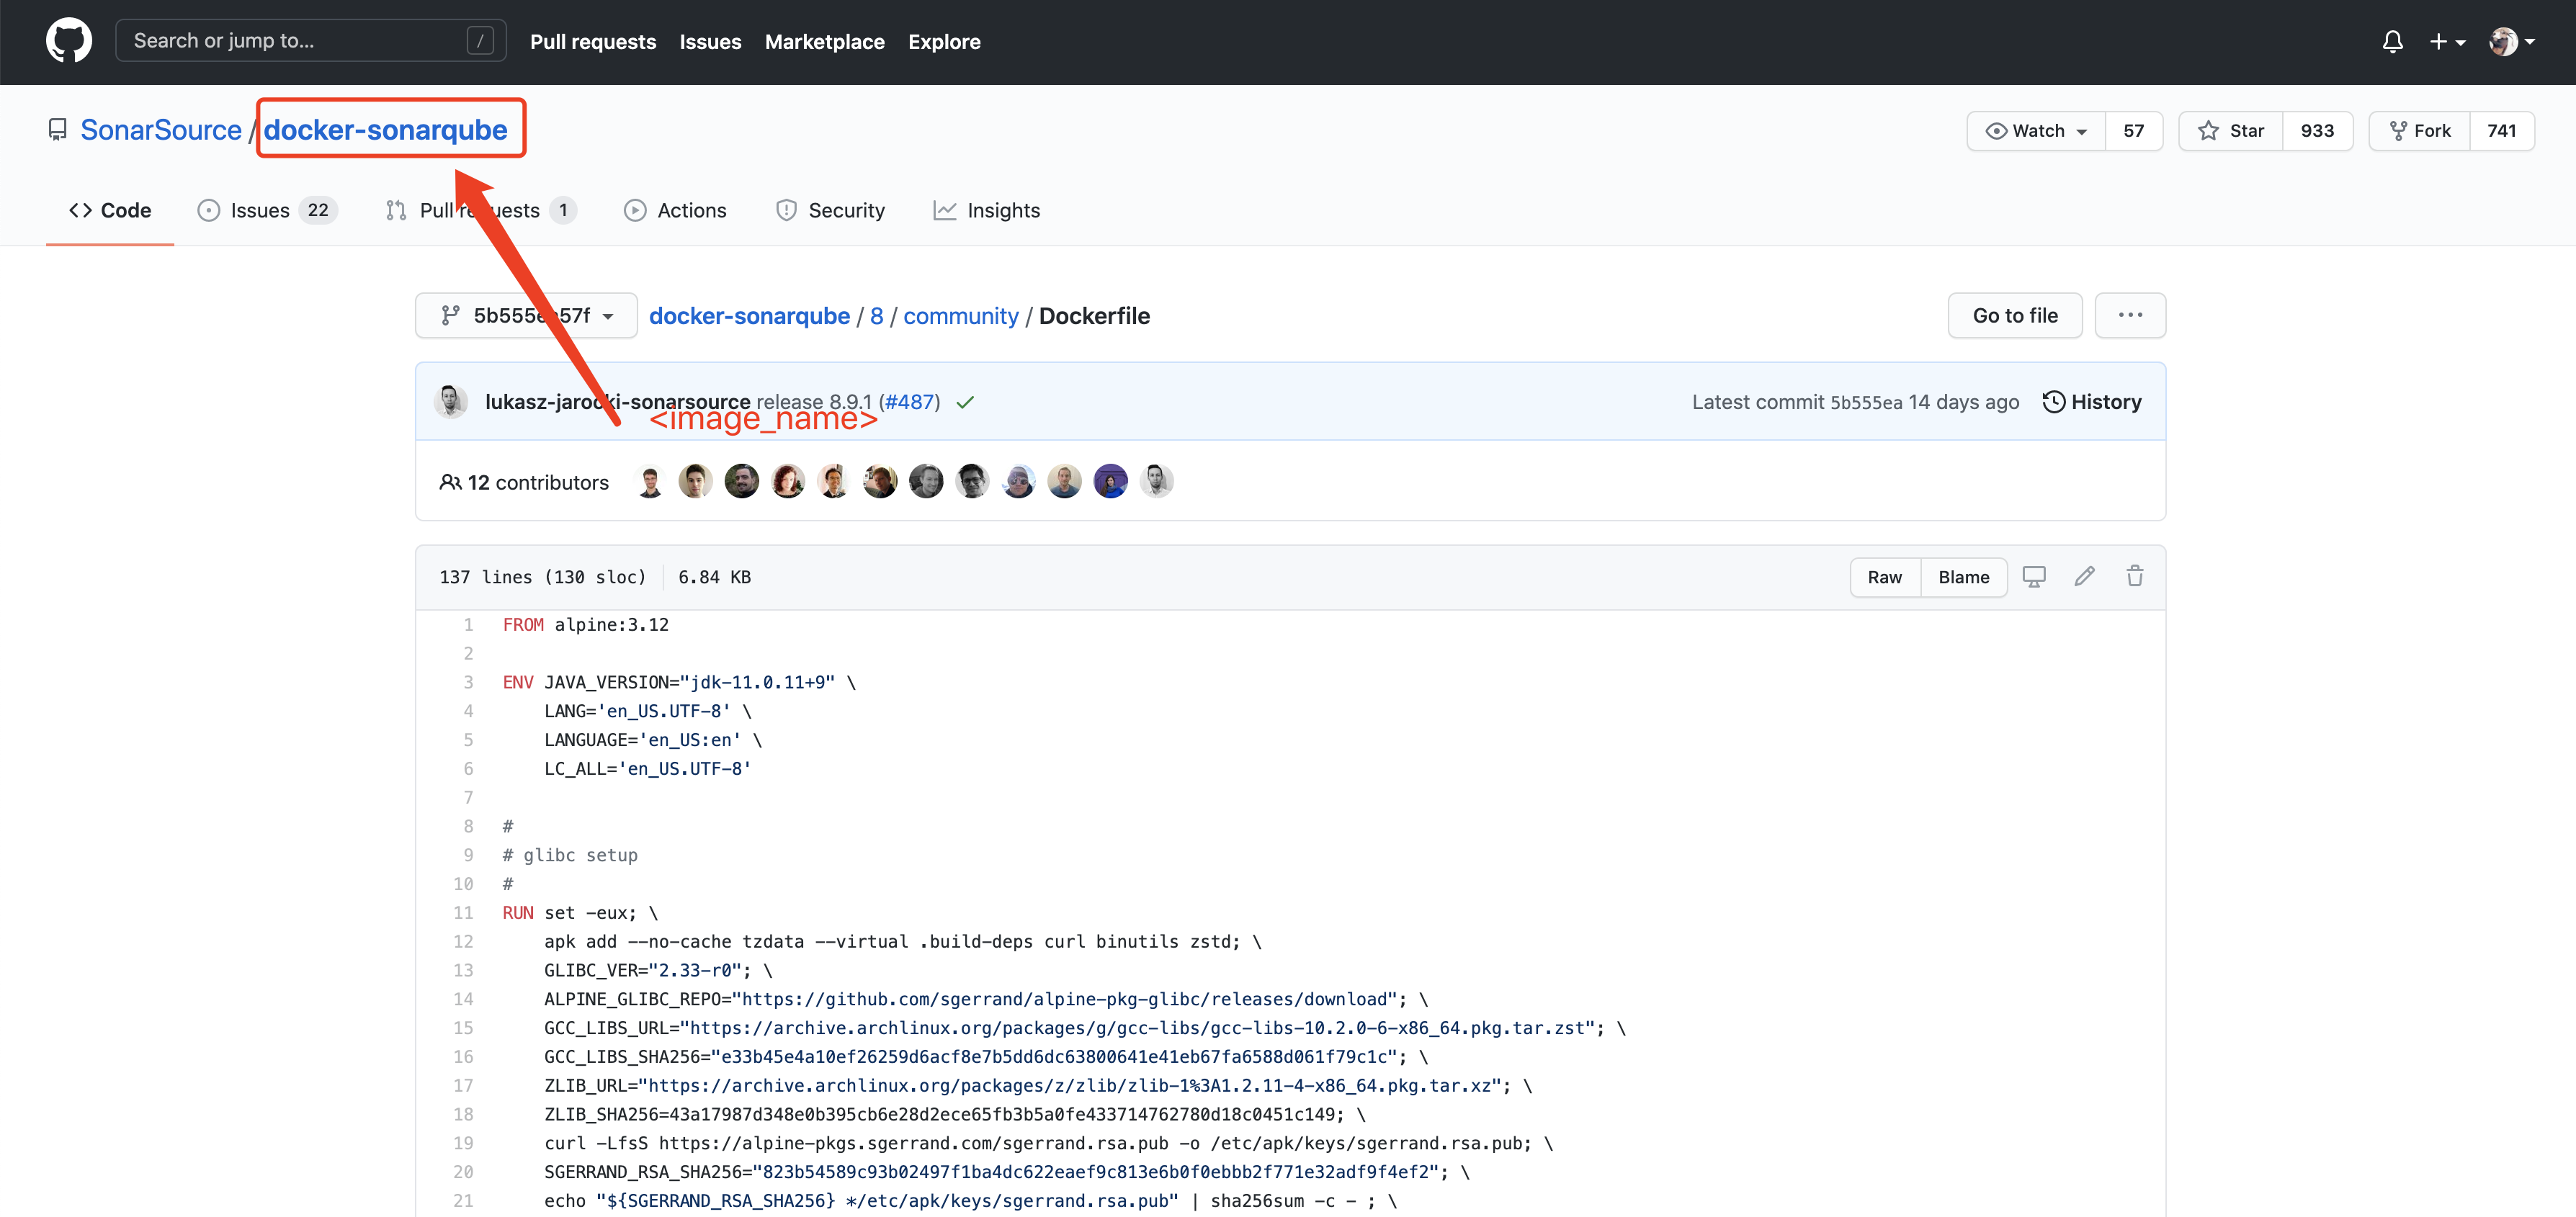 Search or jump to... /
Pull requests Issues Marketplace Explore
SonarSource / docker-sonarqube
Watch 57 Star 933 Fork 741
Code Issues 22 Pull requests 1 Actions Security Insights
5b555ea57f docker-sonarqube / 8 / community / Dockerfile Go to file ...
lukasz-jarocki-sonarsource release 8.9.1 (#487) Latest commit 5b555ea 14 days ago History
<image_name>
12 contributors
137 lines (130 sloc) 6.84 KB Raw Blame
1 FROM alpine:3.12
2
3 ENV JAVA_VERSION="jdk-11.0.11+9" \
4 LANG='en_US.UTF-8' \
5 LANGUAGE='en_US:en' \
6 LC_ALL='en_US.UTF-8'
7
8 #
9 # glibc setup
10 #
11 RUN set -eux; \
12 apk add --no-cache tzdata --virtual .build-deps curl binutils zstd; \
13 GLIBC_VER="2.33-r0"; \
14 ALPINE_GLIBC_REPO="https://github.com/sgerrand/alpine-pkg-glibc/releases/download"; \
15 GCC_LIBS_URL="https://archive.archlinux.org/packages/g/gcc-libs/gcc-libs-10.2.0-6-x86_64.pkg.tar.zst"; \
16 GCC_LIBS_SHA256="e33b45e4a10ef26259d6acf8e7b5dd6dc63800641e41eb67fa6588d061f79c1c"; \
17 ZLIB_URL="https://archive.archlinux.org/packages/z/zlib/zlib-1%3A1.2.11-4-x86_64.pkg.tar.xz"; \
18 ZLIB_SHA256=43a17987d348e0b395cb6e28d2ece65fb3b5a0fe433714762780d18c0451c149; \
19 curl -LfsS https://alpine-pkgs.sgerrand.com/sgerrand.rsa.pub -o /etc/apk/keys/sgerrand.rsa.pub; \
20 SGERRAND_RSA_SHA256="823b54589c93b02497f1ba4dc622eaef9c813e6b0f0ebbb2f771e32adf9f4ef2"; \
21 echo "${SGERRAND_RSA_SHA256} */etc/apk/keys/sgerrand.rsa.pub" | sha256sum -c - ; \